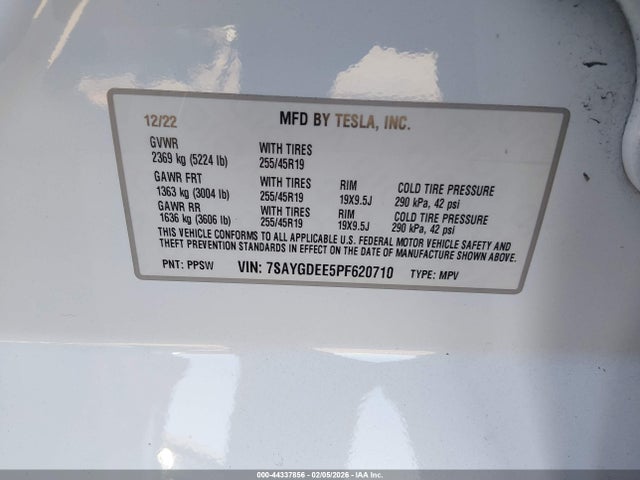 12/22 MFD BY TESLA, INC.
GVWR WITH TIRES
2369 kg (5224 lb) 255/45R19
GAWR FRT WITH TIRES RIM COLD TIRE PRESSURE
1363 kg (3004 lb) 255/45R19 19X9.5J 290 kPa, 42 psi
GAWR RR WITH TIRES RIM COLD TIRE PRESSURE
1636 kg (3606 lb) 255/45R19 19X9.5J 290 kPa, 42 psi
THIS VEHICLE CONFORMS TO ALL APPLICABLE U.S. FEDERAL MOTOR VEHICLE SAFETY AND
THEFT PREVENTION STANDARDS IN EFFECT ON THE DATE OF MANUFACTURE SHOWN ABOVE.
PNT: PPSW VIN: 7SAYGDEE5PF620710 TYPE: MPV
000-44337856 - 02/05/2026 - IAA Inc.